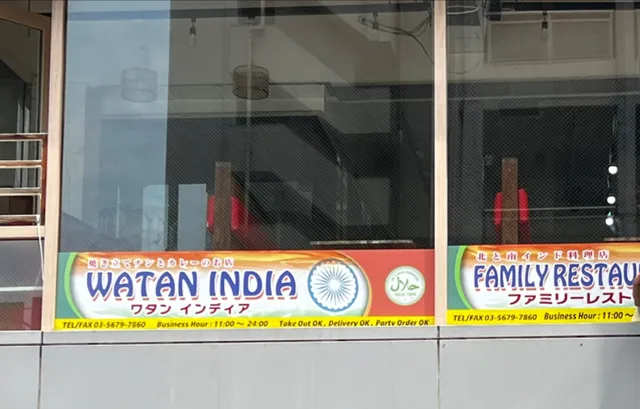 焼き立てナンとカレーのお店
WATAN INDIA
ワタン インディア
حلال
TEL/FAX 03-5679-7860 Business Hour : 11:00 ～ 24:00 Take Out OK, Delivery OK, Party Order OK
北と南インド料理店
FAMILY RESTAU
ファミリーレスト
TEL/FAX 03-5679-7860 Business Hour : 11:00 ～